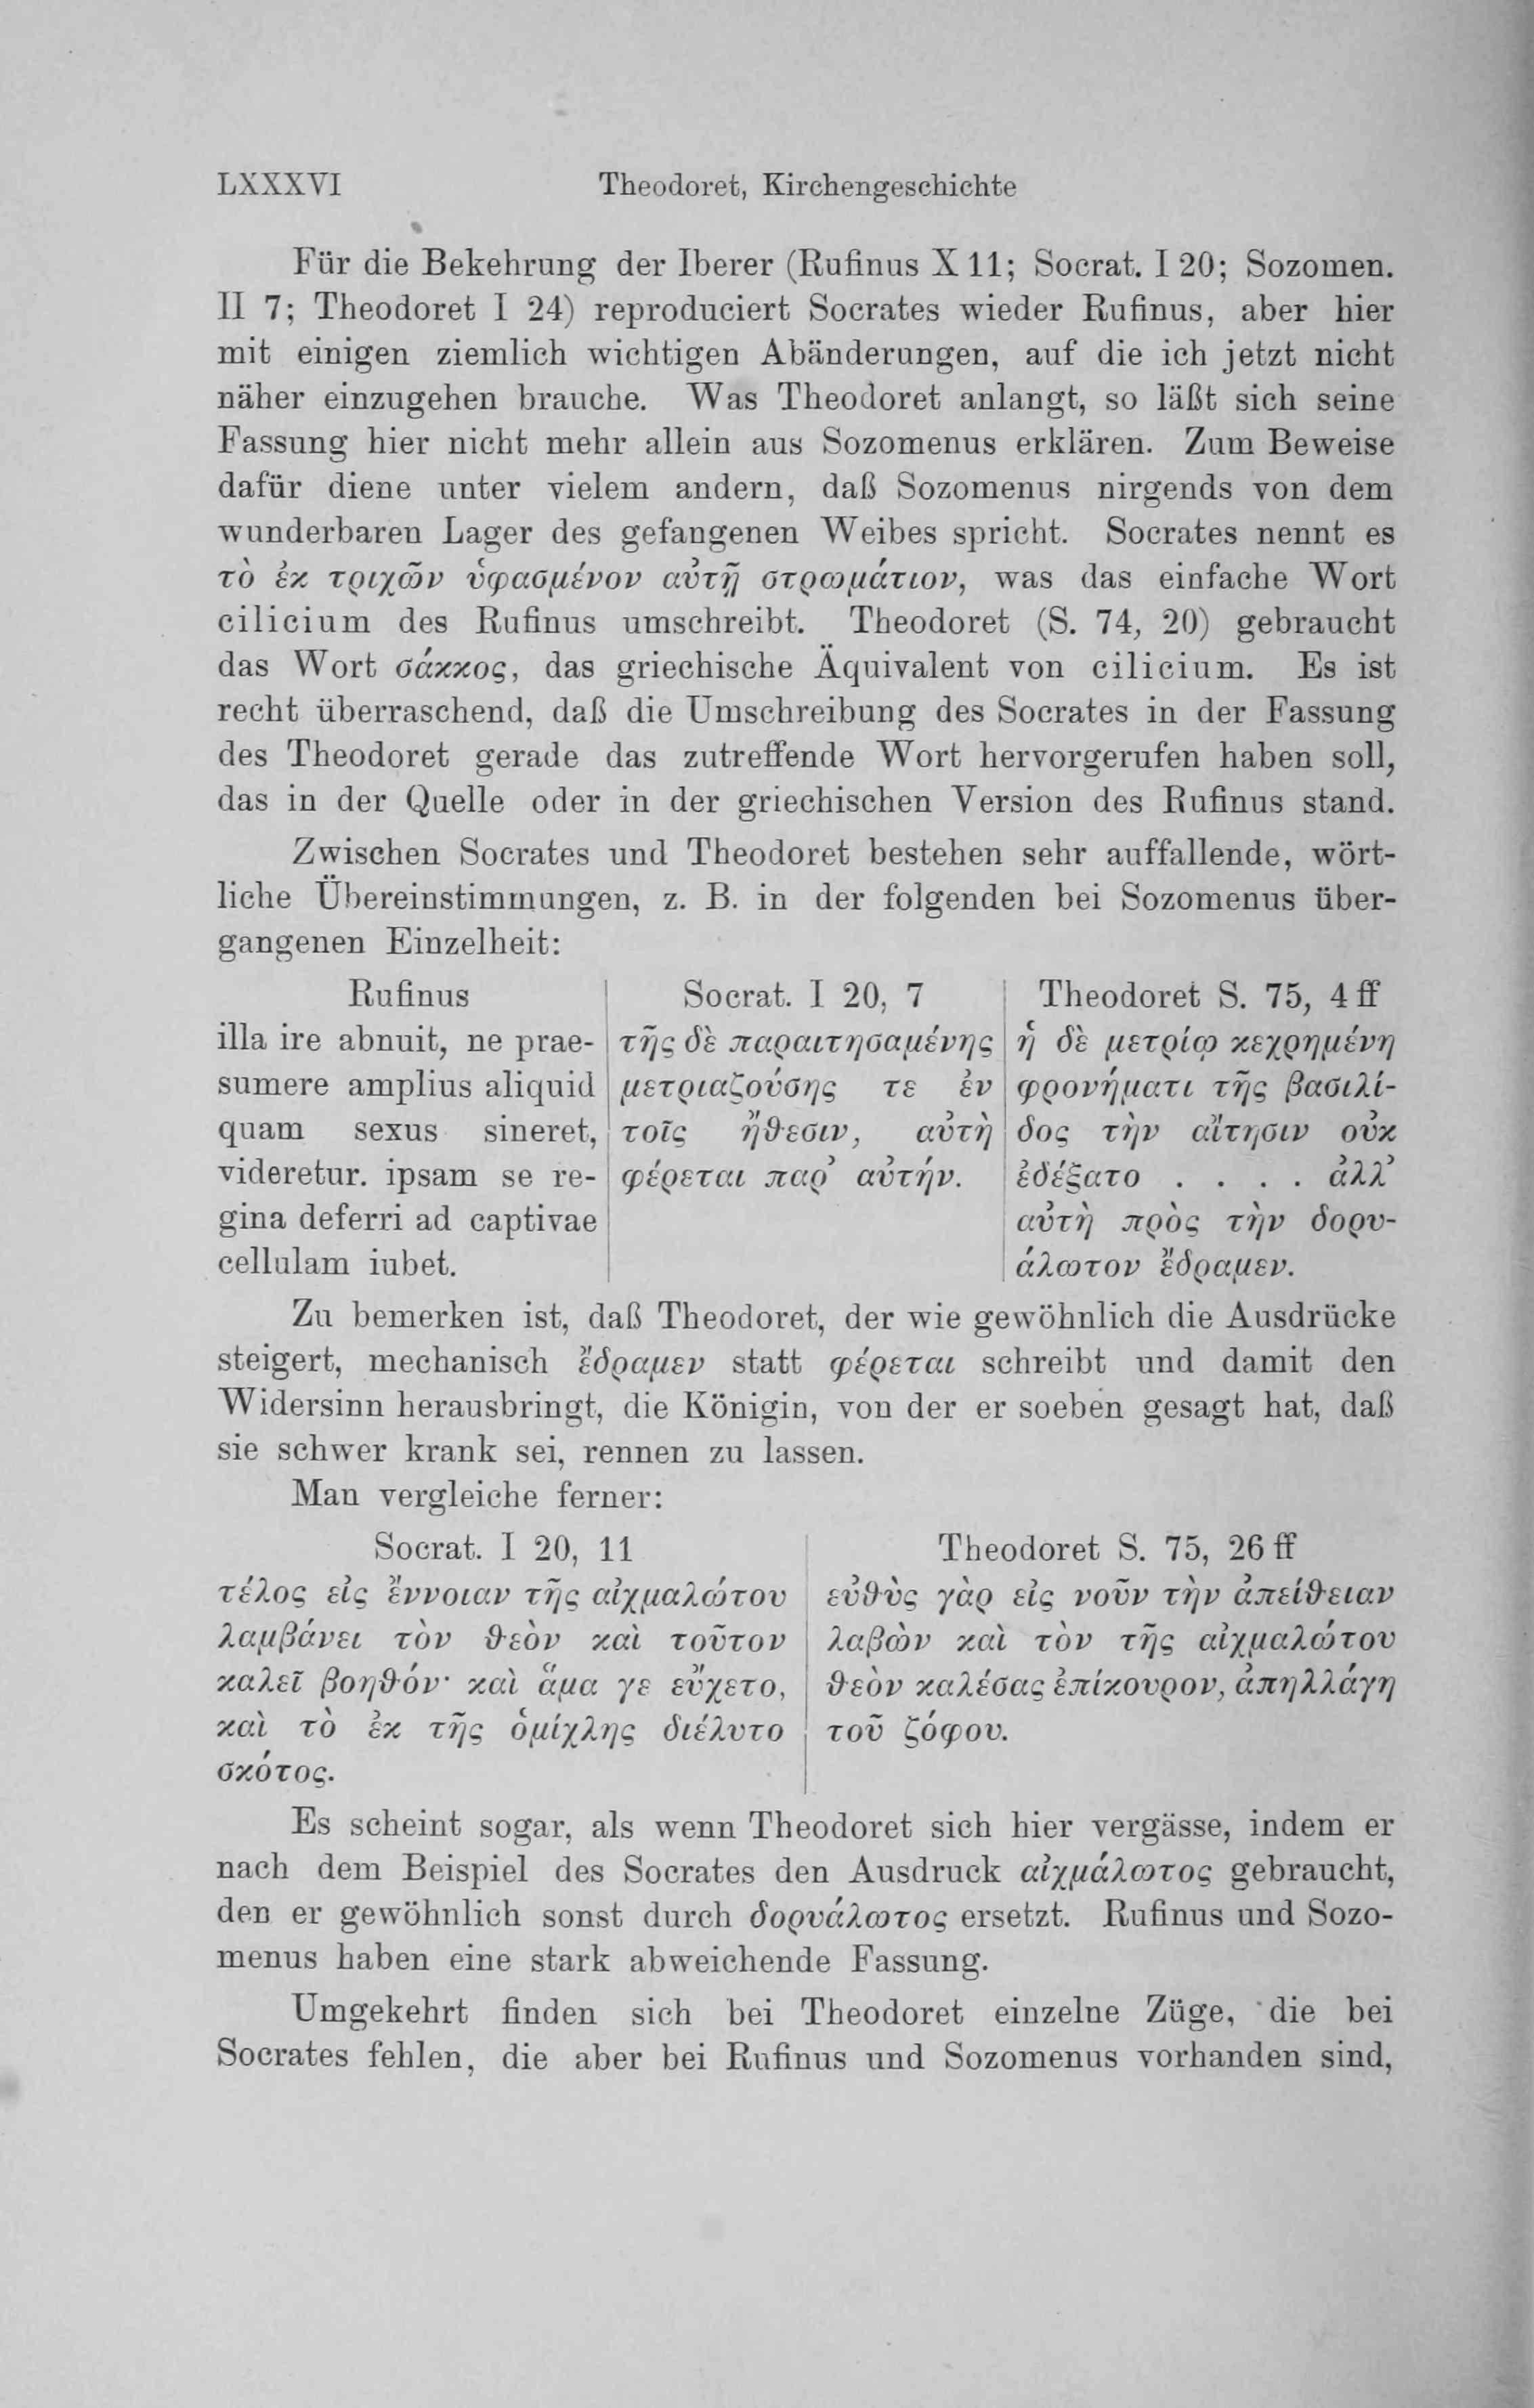 LXXXVI Theodoret, Kirchengeschichte
Für die Bekehrung der Iberer (Rufinus X 11; Socrat. I 20; Sozomen.
II 7; Theodoret I 24) reproduciert Socrates wieder Rufinus, aber hier
mit einigen ziemlich wichtigen Abänderungen, auf die ich jetzt nicht
näher einzugehen brauche. Was Theodoret anlangt, so läßt sich seine
Fassung hier nicht mehr allein aus Sozomenus erklären. Zum Beweise
dafür diene unter vielem andern, daß Sozomenus nirgends von dem
wunderbaren Lager des gefangenen Weibes spricht. Socrates nennt es
τὸ ἐκ τριχῶν ὑφασμένον αὐτῇ στρωμάτιον, was das einfache Wort
cilicium des Rufinus umschreibt. Theodoret (S. 74, 20) gebraucht
das Wort σάκκος, das griechische Äquivalent von cilicium. Es ist
recht überraschend, daß die Umschreibung des Socrates in der Fassung
des Theodoret gerade das zutreffende Wort hervorgerufen haben soll,
das in der Quelle oder in der griechischen Version des Rufinus stand.
Zwischen Socrates und Theodoret bestehen sehr auffallende, wört-
liche Übereinstimmungen, z. B. in der folgenden bei Sozomenus über-
gangenen Einzelheit:
Rufinus
illa ire abnuit, ne prae-
sumere amplius aliquid
quam sexus sineret,
videretur. ipsam se re-
gina deferri ad captivae
cellulam iubet.
Socrat. I 20, 7
τῆς δὲ παραιτησαμένης
μετριαζούσης τε ἐν
τοῖς ἤθεσιν, αὐτὴ
φέρεται παρ᾽ αὐτήν.
Theodoret S. 75, 4 ff
ἡ δὲ μετρίῳ κεχρημένη
φρονήματι τῆς βασιλί-
δος τὴν αἴτησιν οὐκ
ἐδέξατο . . . . ἀλλ᾽
αὐτὴ πρὸς τὴν δορυ-
άλωτον ἔδραμεν.
Zu bemerken ist, daß Theodoret, der wie gewöhnlich die Ausdrücke
steigert, mechanisch ἔδραμεν statt φέρεται schreibt und damit den
Widersinn herausbringt, die Königin, von der er soeben gesagt hat, daß
sie schwer krank sei, rennen zu lassen.
Man vergleiche ferner:
Socrat. I 20, 11
τέλος εἰς ἔννοιαν τῆς αἰχμαλώτου
λαμβάνει τὸν θεὸν καὶ τοῦτον
καλεῖ βοηθόν· καὶ ἅμα γε εὔχετο,
καὶ τὸ ἐκ τῆς ὁμίχλης διέλυτο
σκότος.
Theodoret S. 75, 26 ff
εὐθὺς γὰρ εἰς νοῦν τὴν ἀπείθειαν
λαβὼν καὶ τὸν τῆς αἰχμαλώτου
θεὸν καλέσας ἐπίκουρον, ἀπηλλάγη
τοῦ ζόφου.
Es scheint sogar, als wenn Theodoret sich hier vergässe, indem er
nach dem Beispiel des Socrates den Ausdruck αἰχμάλωτος gebraucht,
den er gewöhnlich sonst durch δορυάλωτος ersetzt. Rufinus und Sozo-
menus haben eine stark abweichende Fassung.
Umgekehrt finden sich bei Theodoret einzelne Züge, die bei
Socrates fehlen, die aber bei Rufinus und Sozomenus vorhanden sind,